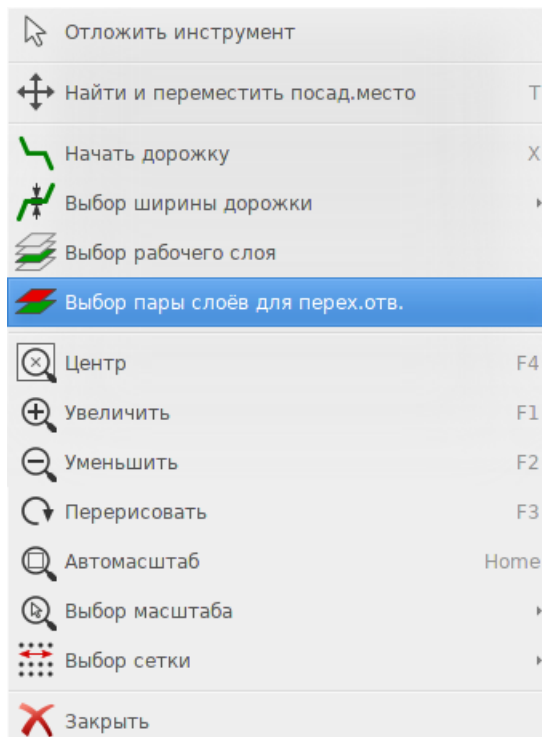 Отложить инструмент
Найти и переместить посад.место T
Начать дорожку X
Выбор ширины дорожки
Выбор рабочего слоя
Выбор пары слоёв для перех.отв.
Центр F4
Увеличить F1
Уменьшить F2
Перерисовать F3
Автомасштаб Home
Выбор масштаба
Выбор сетки
Закрыть